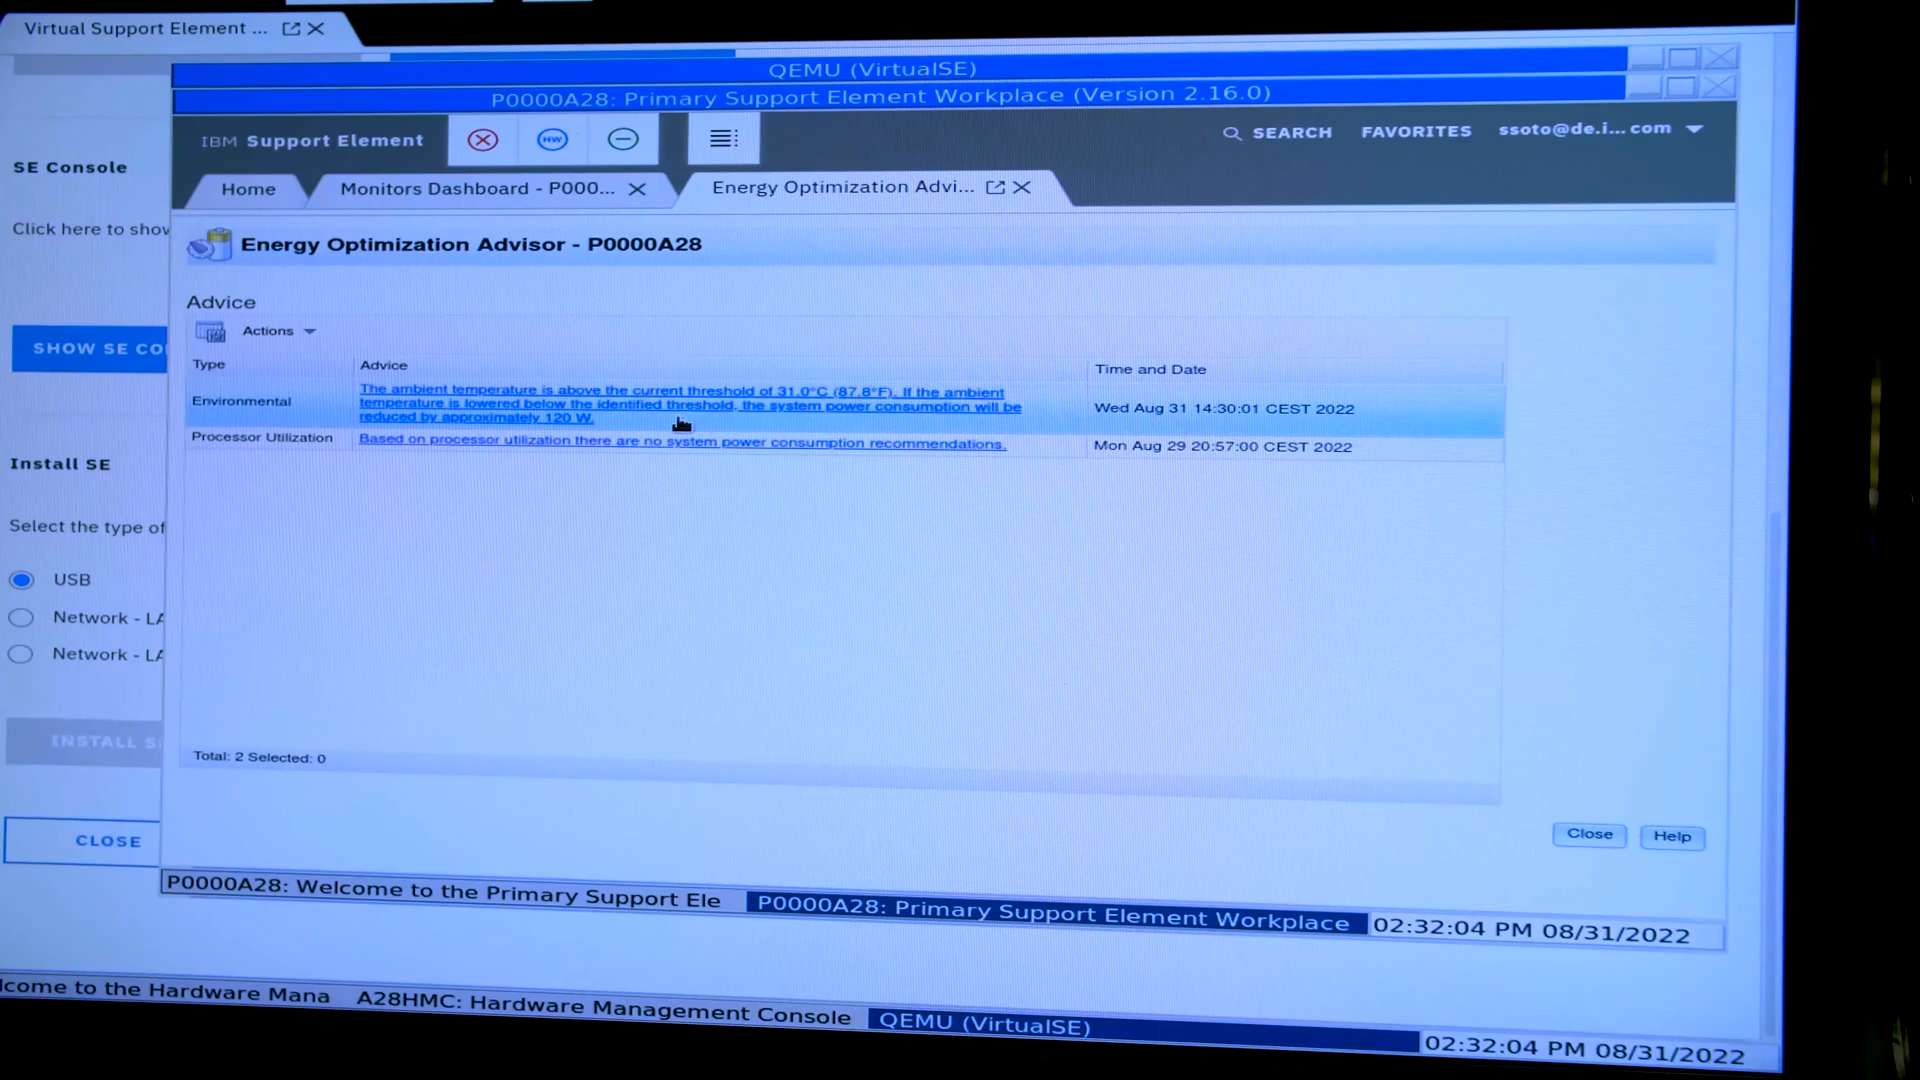 Virtual Support Element ...
QEMU (VirtualSE)
P0000A28: Primary Support Element Workplace (Version 2.16.0)
IBM Support Element
HW
SEARCH
FAVORITES
ssoto@de.i... com
Home
Monitors Dashboard - P000...
Energy Optimization Advi...
SE Console
Click here to show
SHOW SE CO
Install SE
Select the type of
USB
Network - LA
Network - LA
INSTALL S
CLOSE
Energy Optimization Advisor - P0000A28
Advice
Actions
Type
Advice
Time and Date
Environmental
The ambient temperature is above the current threshold of 31.0°C (87.8°F). If the ambient
temperature is lowered below the identified threshold, the system power consumption will be
reduced by approximately 120 W.
Wed Aug 31 14:30:01 CEST 2022
Processor Utilization
Based on processor utilization there are no system power consumption recommendations.
Mon Aug 29 20:57:00 CEST 2022
Total: 2 Selected: 0
Close
Help
P0000A28: Welcome to the Primary Support Ele
P0000A28: Primary Support Element Workplace
02:32:04 PM 08/31/2022
lcome to the Hardware Mana
A28HMC: Hardware Management Console
QEMU (VirtualSE)
02:32:04 PM 08/31/2022